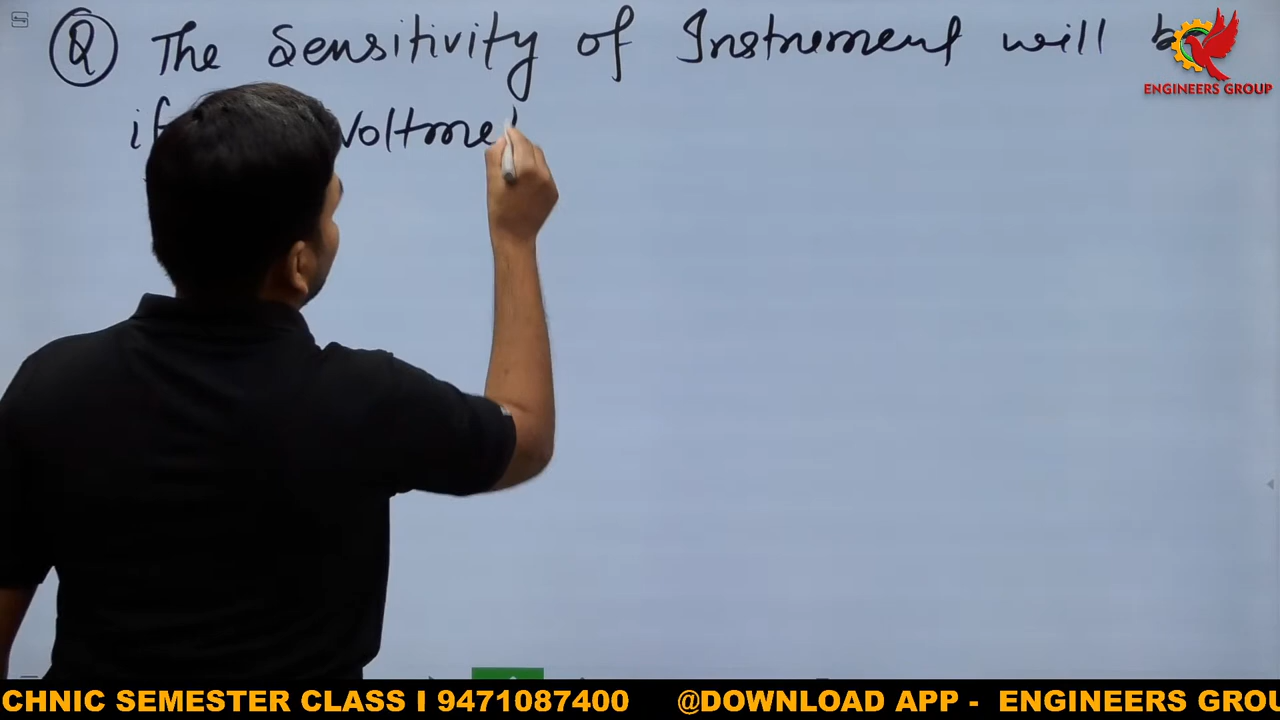 Q The Sensitivity of Instrument will
if Voltme
ENGINEERS GROUP
CHNIC SEMESTER CLASS I 9471087400 @DOWNLOAD APP - ENGINEERS GROU